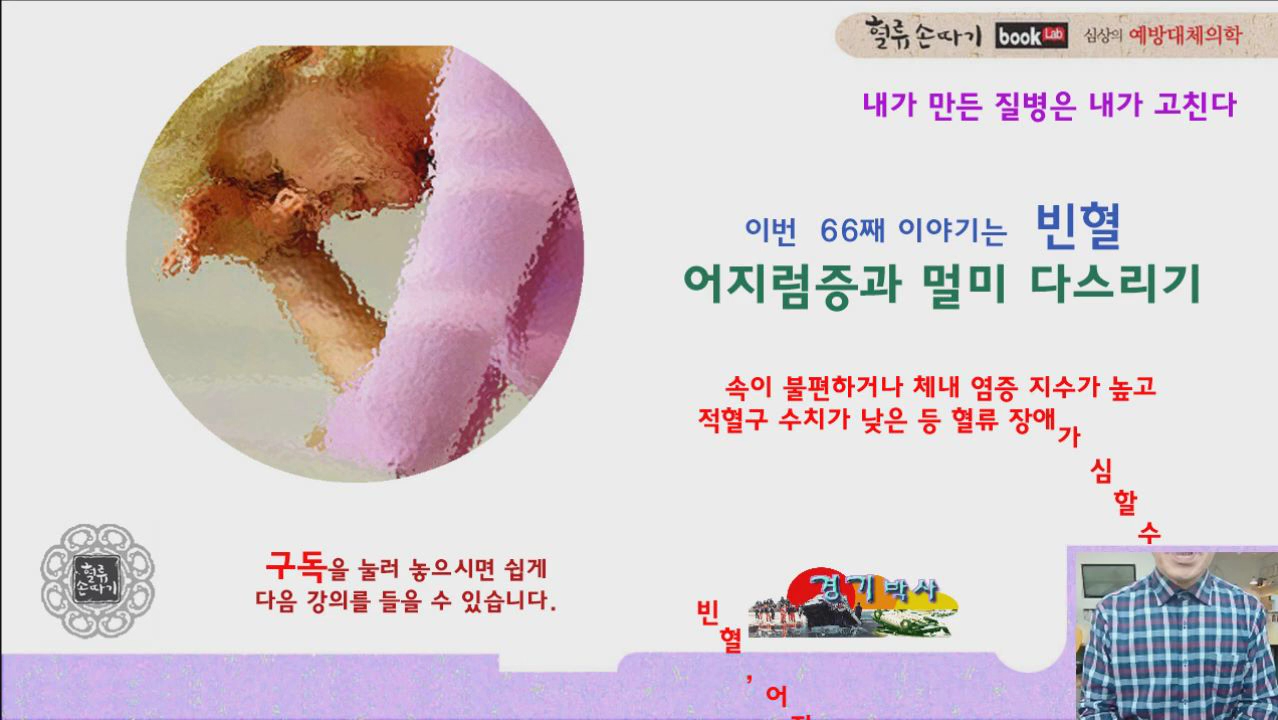 혈류 손따기 book Lab 심상의 예방대체의학
내가 만든 질병은 내가 고친다
이번 66째 이야기는 빈혈
어지럼증과 멀미 다스리기
속이 불편하거나 체내 염증 지수가 높고
적혈구 수치가 낮은 등 혈류 장애가 심할수
혈류
손따기
구독을 눌러 놓으시면 쉽게
다음 강의를 들을 수 있습니다.
경기박사
빈혈, 어